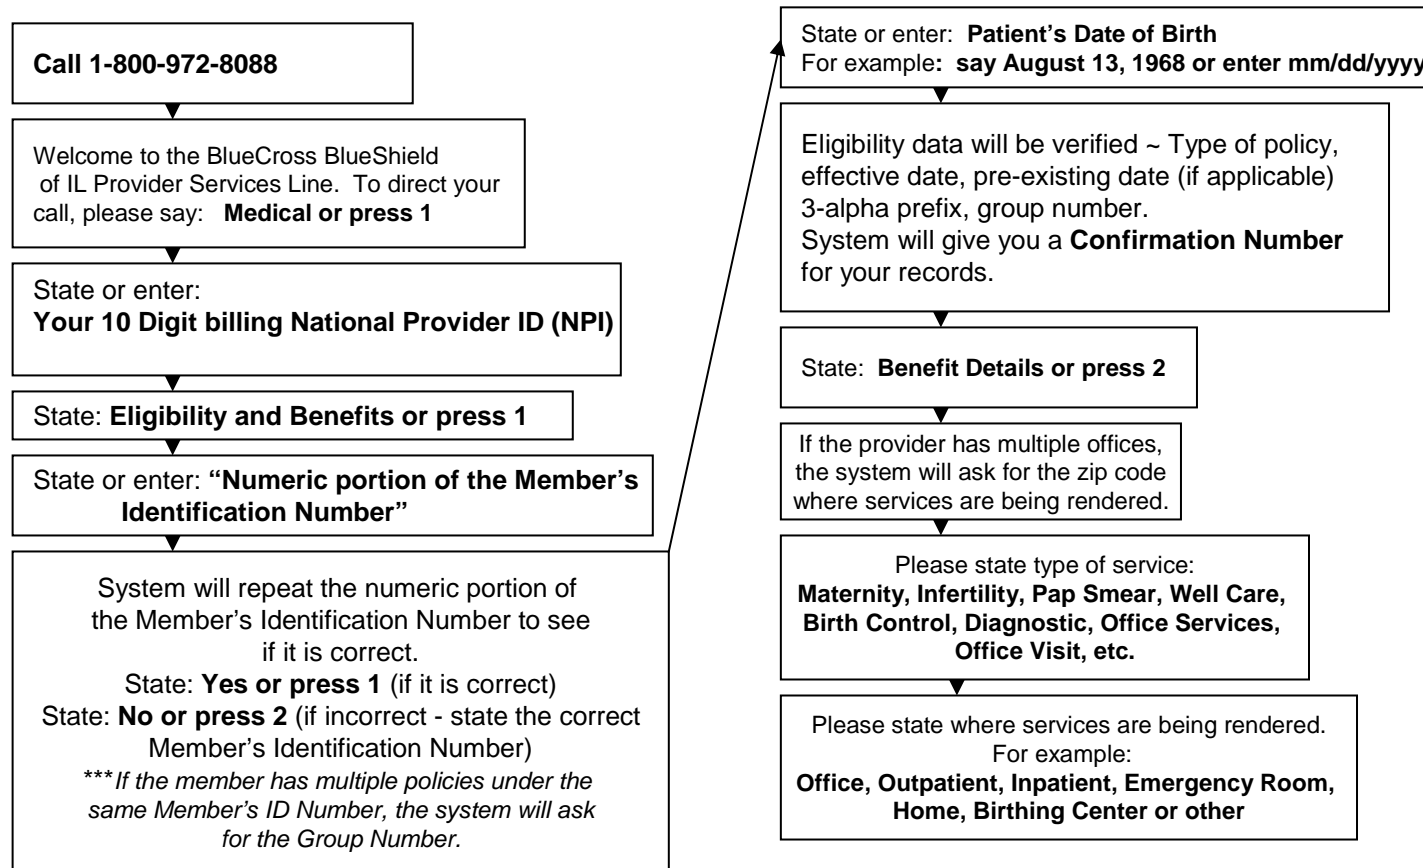 Call 1-800-972-8088
Welcome to the BlueCross BlueShield
of IL Provider Services Line. To direct your
call, please say: Medical or press 1
State or enter:
Your 10 Digit billing National Provider ID (NPI)
State: Eligibility and Benefits or press 1
State or enter: “Numeric portion of the Member’s
Identification Number”
System will repeat the numeric portion of
the Member’s Identification Number to see
if it is correct.
State: Yes or press 1 (if it is correct)
State: No or press 2 (if incorrect - state the correct
Member’s Identification Number)
***If the member has multiple policies under the
same Member’s ID Number, the system will ask
for the Group Number.
State or enter: Patient’s Date of Birth
For example: say August 13, 1968 or enter mm/dd/yyyy
Eligibility data will be verified ~ Type of policy,
effective date, pre-existing date (if applicable)
3-alpha prefix, group number.
System will give you a Confirmation Number
for your records.
State: Benefit Details or press 2
If the provider has multiple offices,
the system will ask for the zip code
where services are being rendered.
Please state type of service:
Maternity, Infertility, Pap Smear, Well Care,
Birth Control, Diagnostic, Office Services,
Office Visit, etc.
Please state where services are being rendered.
For example:
Office, Outpatient, Inpatient, Emergency Room,
Home, Birthing Center or other